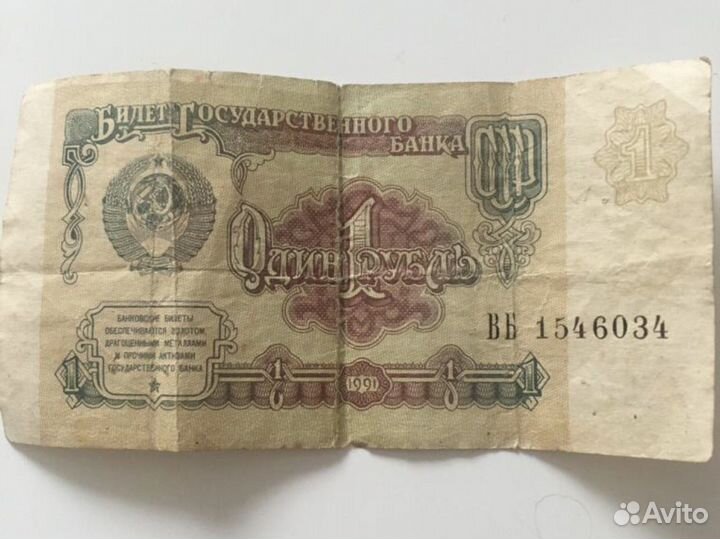 Билет Государственного
Банка
СССР
1
Один рубль
1
Банковские билеты
обеспечиваются золотом,
драгоценными металлами
и прочими активами
Государственного банка
ВБ 1546034
1
1
1991
1
1
Avito